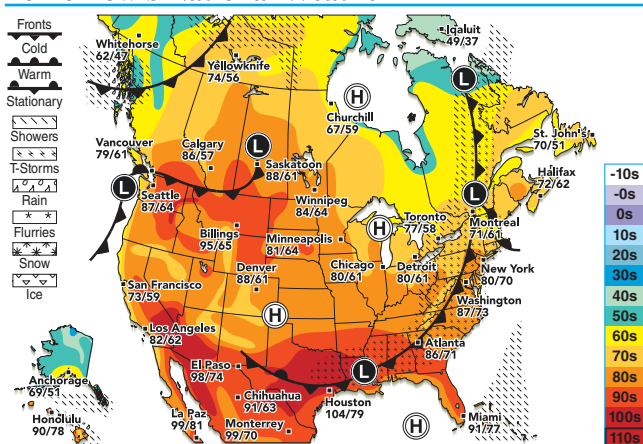 Fronts
Cold
Warm
Stationary
Showers
T-Storms
Rain
Flurries
Snow
Ice
Whitehorse
62/47
Yellowknife
74/56
Iqaluit
49/37
L
H
Churchill
67/59
St. John's
70/51
Vancouver
79/61
Calgary
86/57
L
Saskatoon
88/61
Halifax
72/62
L
Seattle
87/64
Winnipeg
84/64
L
Toronto
77/58
Montreal
71/61
Billings
95/65
Minneapolis
81/64
H
Denver
88/61
Chicago
80/61
Detroit
80/61
New York
80/70
San Francisco
73/59
Washington
87/73
H
Los Angeles
82/62
Atlanta
86/71
El Paso
98/74
L
Anchorage
69/51
Chihuahua
91/63
Houston
104/79
Honolulu
90/78
La Paz
99/81
Monterrey
99/70
H
Miami
91/77
-10s
-0s
0s
10s
20s
30s
40s
50s
60s
70s
80s
90s
100s
110s